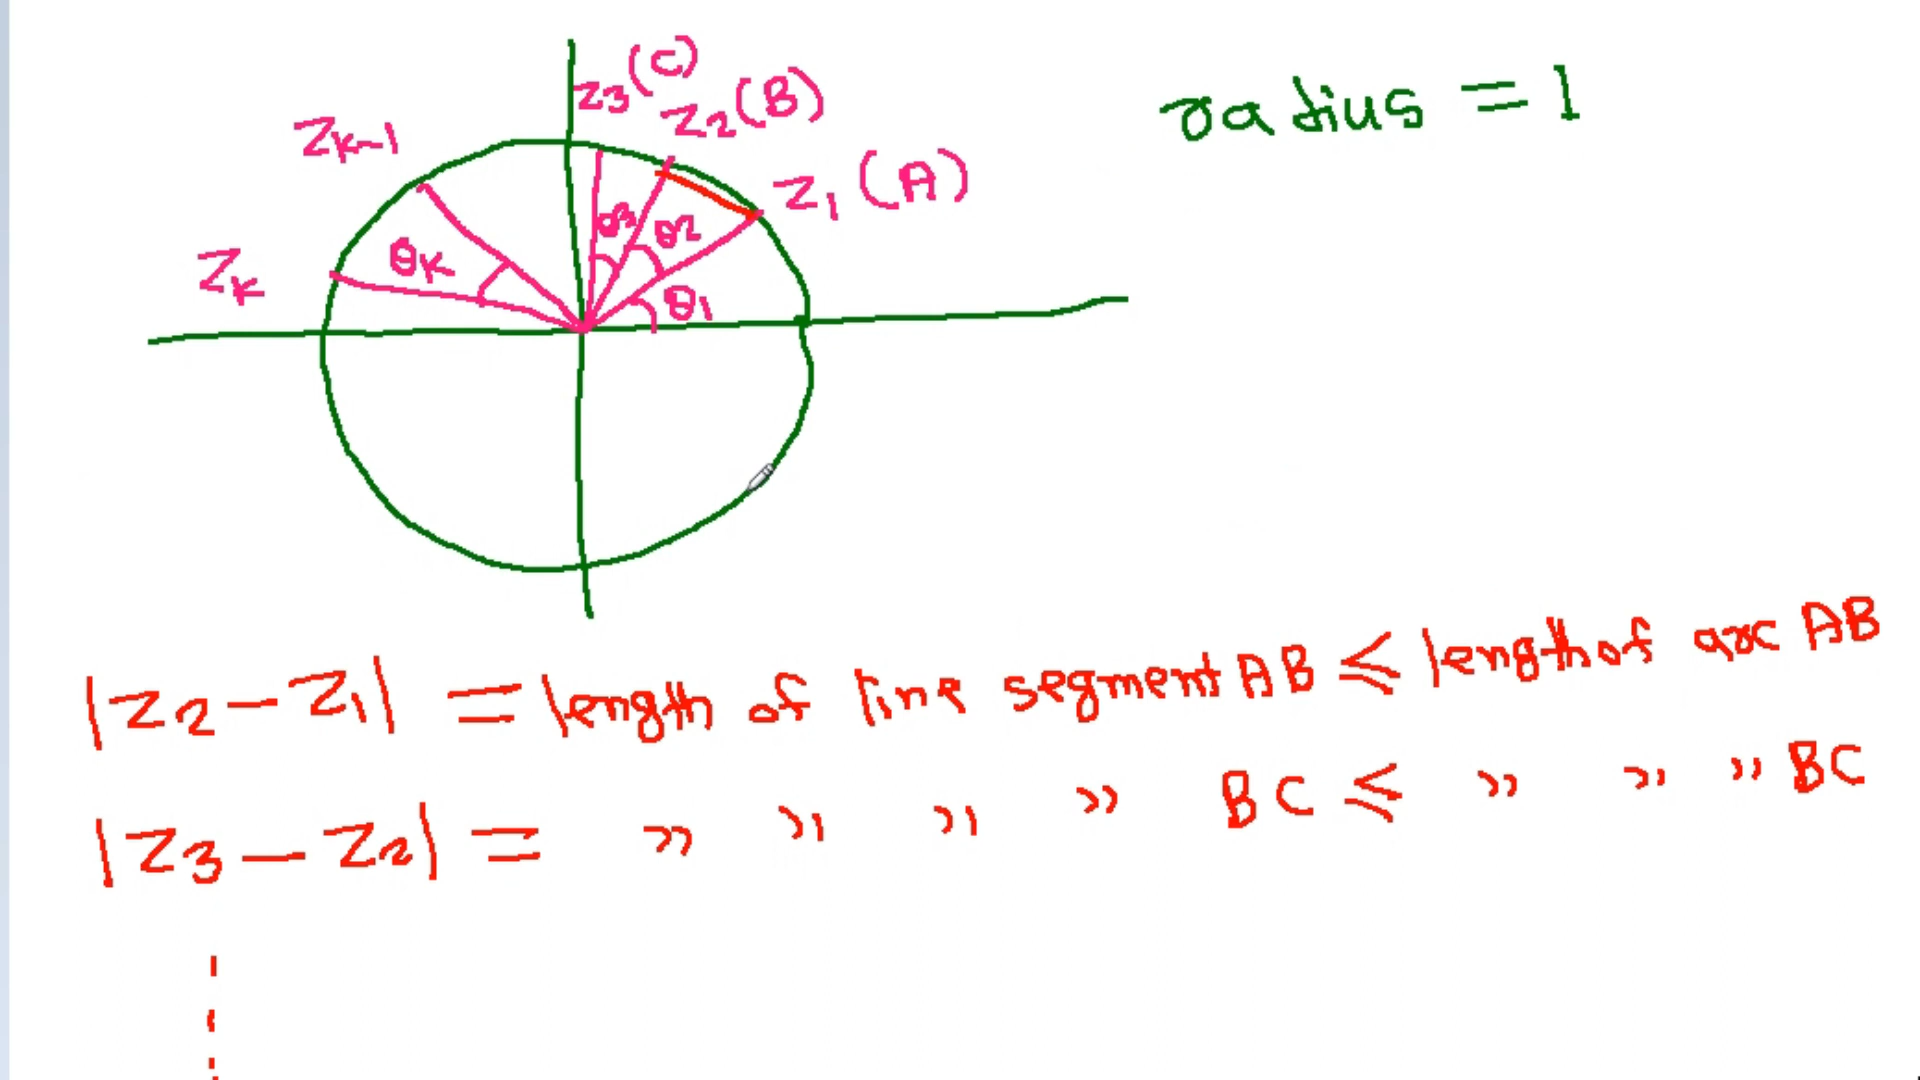 z3 (C)
z2 (B)
zk-1
z1 (A)
radius = 1
θ3
θ2
zk
θk
θ1
|z2 - z1| = length of line segment AB ≤ length of arc AB
|z3 - z2| = " " " " BC ≤ " " " BC